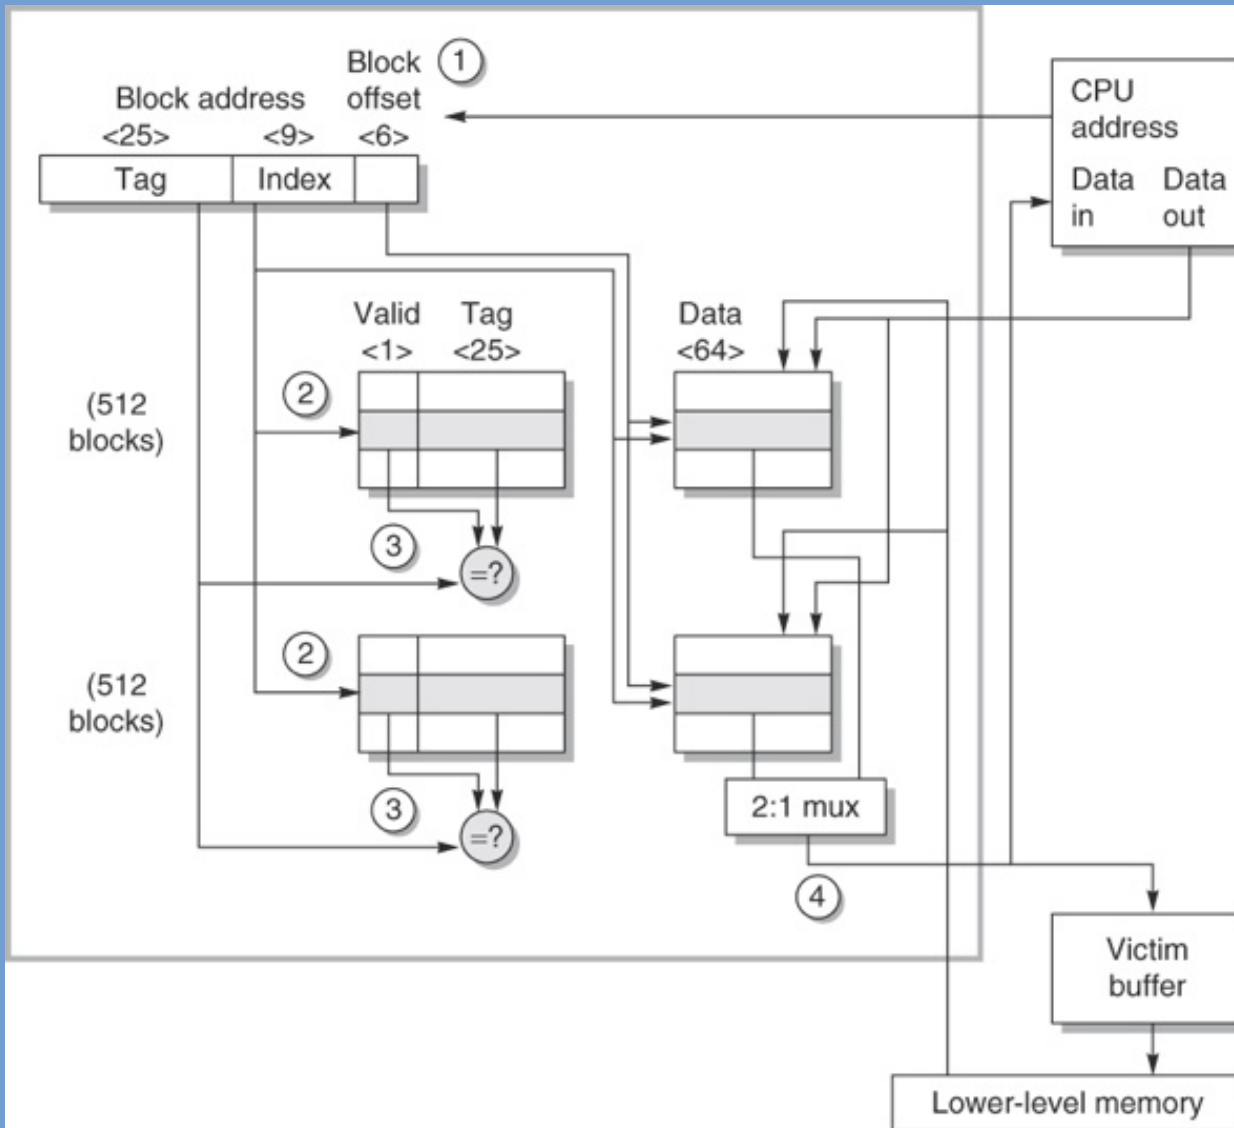 Block
offset
1
Block address
<25> <9> <6>
Tag Index
CPU
address
Data Data
in out
Valid Tag Data
<1> <25> <64>
(512
blocks)
2
3
=?
(512
blocks)
2
3
=?
2:1 mux
4
Victim
buffer
Lower-level memory